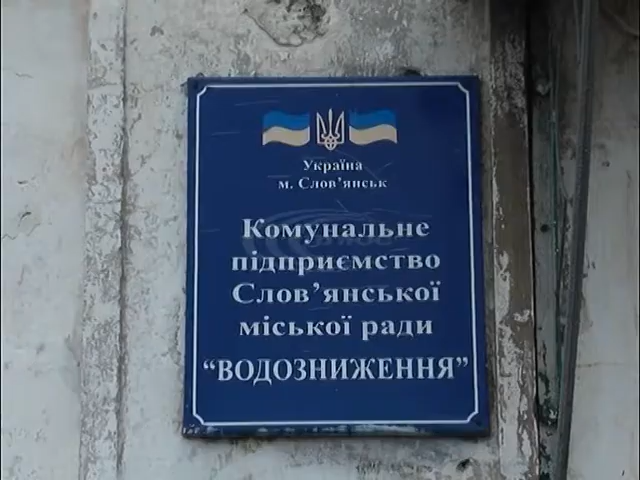 Україна
м. Слов’янськ
Комунальне
підприємство
Слов’янської
міської ради
“ВОДОЗНИЖЕННЯ”